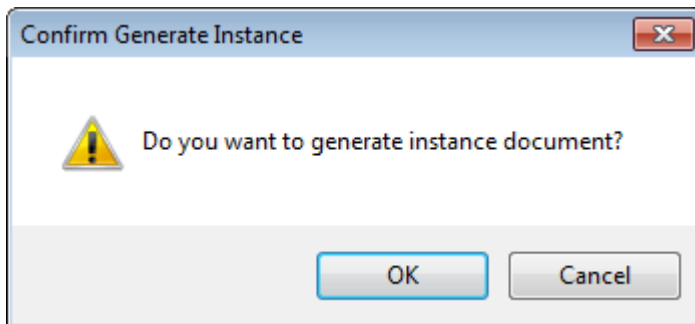 Confirm Generate Instance
Do you want to generate instance document?
OK
Cancel